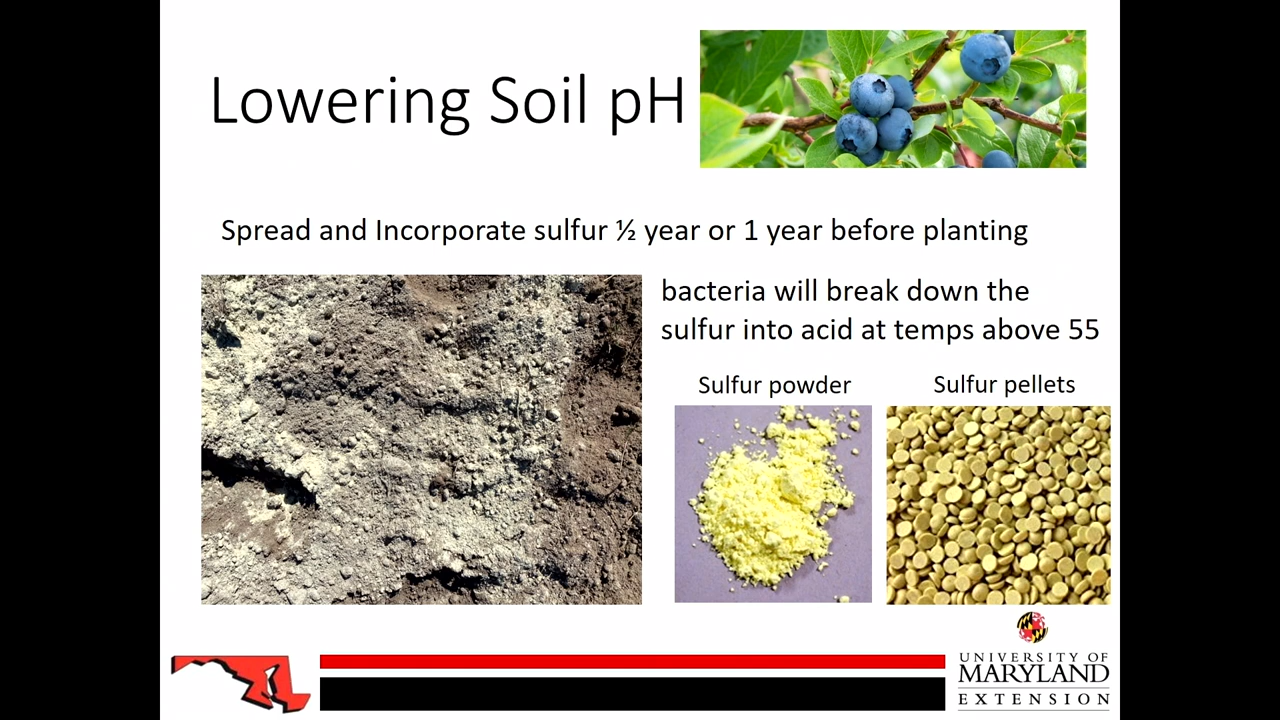 Lowering Soil pH
Spread and Incorporate sulfur ½ year or 1 year before planting
bacteria will break down the
sulfur into acid at temps above 55
Sulfur powder
Sulfur pellets
UNIVERSITY OF
MARYLAND
EXTENSION